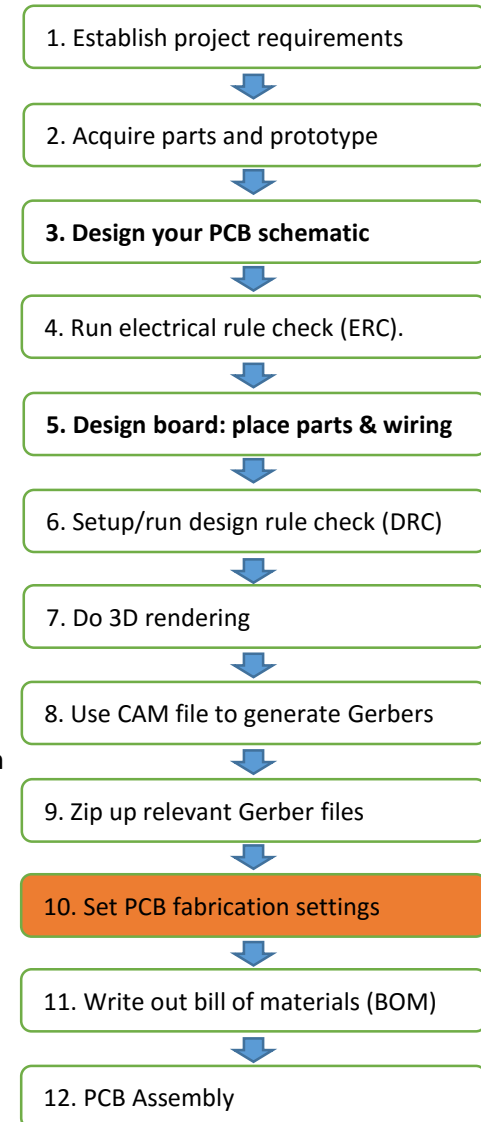 1. Establish project requirements
2. Acquire parts and prototype
3. Design your PCB schematic
4. Run electrical rule check (ERC).
5. Design board: place parts & wiring
6. Setup/run design rule check (DRC)
7. Do 3D rendering
8. Use CAM file to generate Gerbers
9. Zip up relevant Gerber files
10. Set PCB fabrication settings
11. Write out bill of materials (BOM)
12. PCB Assembly